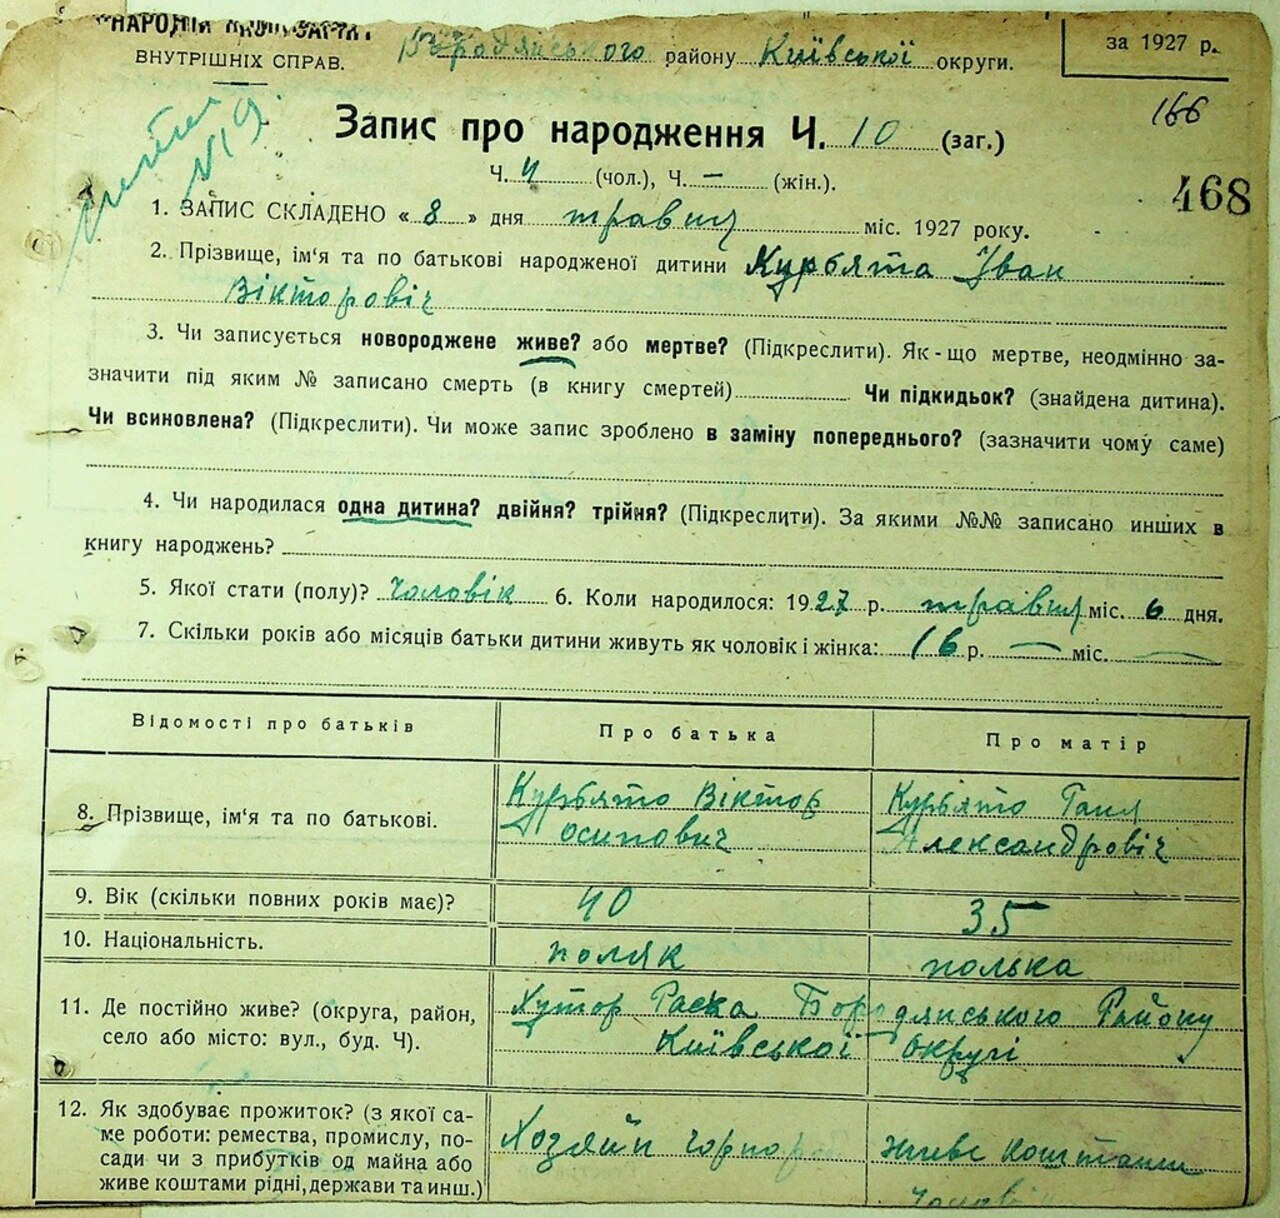 НАРОДНІЙ КОМІСАРІЯТ
ВНУТРІШНІХ СПРАВ.
Бородянського району Київської округи.
за 1927 р.
166
Запис про народження Ч. 10 (заг.)
Ч. 4 (чол.), Ч. — (жін.).
468
1. ЗАПИС СКЛАДЕНО « 8 » дня травня міс. 1927 року.
2. Прізвище, ім'я та по батькові народженої дитини Курбята Іван
Вікторовіч
3. Чи записується новороджене живе? або мертве? (Підкреслити). Як-що мертве, неодмінно за-
значити під яким № записано смерть (в книгу смертей) Чи підкидьок? (знайдена дитина).
Чи всиновлена? (Підкреслити). Чи може запис зроблено в заміну попереднього? (зазначити чому саме)
4. Чи народилася одна дитина? двійня? трійня? (Підкреслити). За якими №№ записано инших в
книгу народжень?
5. Якої стати (полу)? Чоловік 6. Коли народилося: 1927 р. травня міс. 6 дня.
7. Скільки років або місяців батьки дитини живуть як чоловік і жінка: 16 р. — міс. —
Відомості про батьків Про батька Про матір
8. Прізвище, ім'я та по батькові. Курбято Віктор Осипович Курбято Ганя Александровіч
9. Вік (скільки повних років має)? 40 35
10. Національність. поляк полька
11. Де постійно живе? (округа, район, Хутор Раска Бородянського Району
село або місто: вул., буд. Ч). Київської округі
12. Як здобуває прожиток? (з якої са-
ме роботи: ремества, промислу, по- Хозяйн Живе коштами
сади чи з прибутків од майна або
живе коштами рідні, держави та инш.)